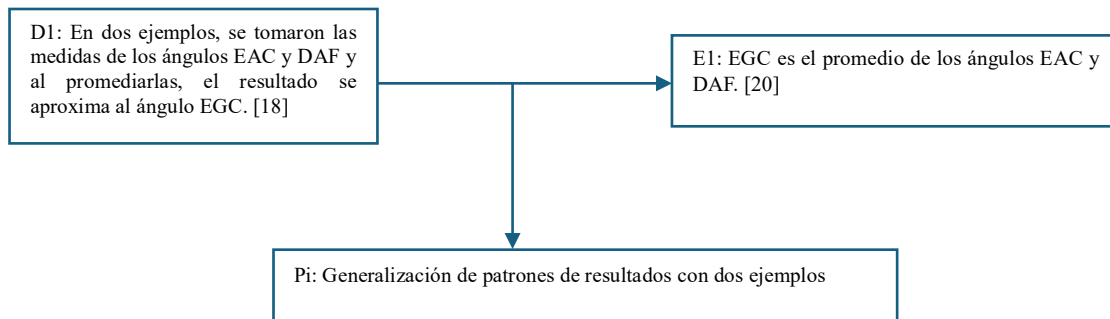 D1: En dos ejemplos, se tomaron las
medidas de los ángulos EAC y DAF y
al promediarlas, el resultado se
aproxima al ángulo EGC. [18]
E1: EGC es el promedio de los ángulos EAC y
DAF. [20]
Pi: Generalización de patrones de resultados con dos ejemplos